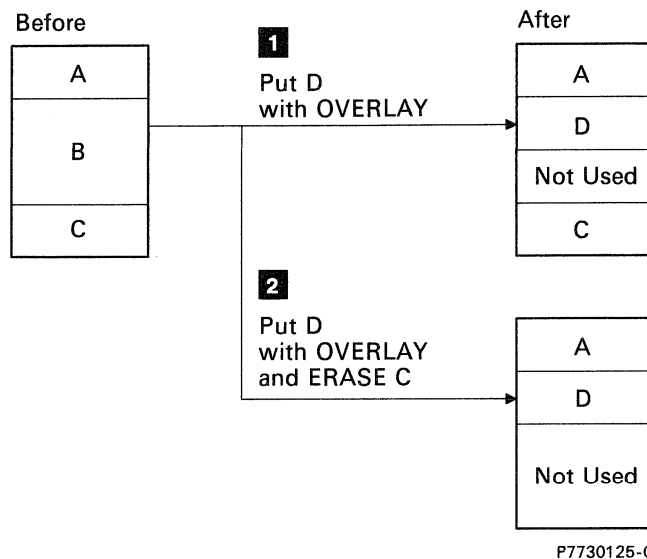 Before
A
B
C
1
Put D
with OVERLAY
After
A
D
Not Used
C
2
Put D
with OVERLAY
and ERASE C
A
D
Not Used